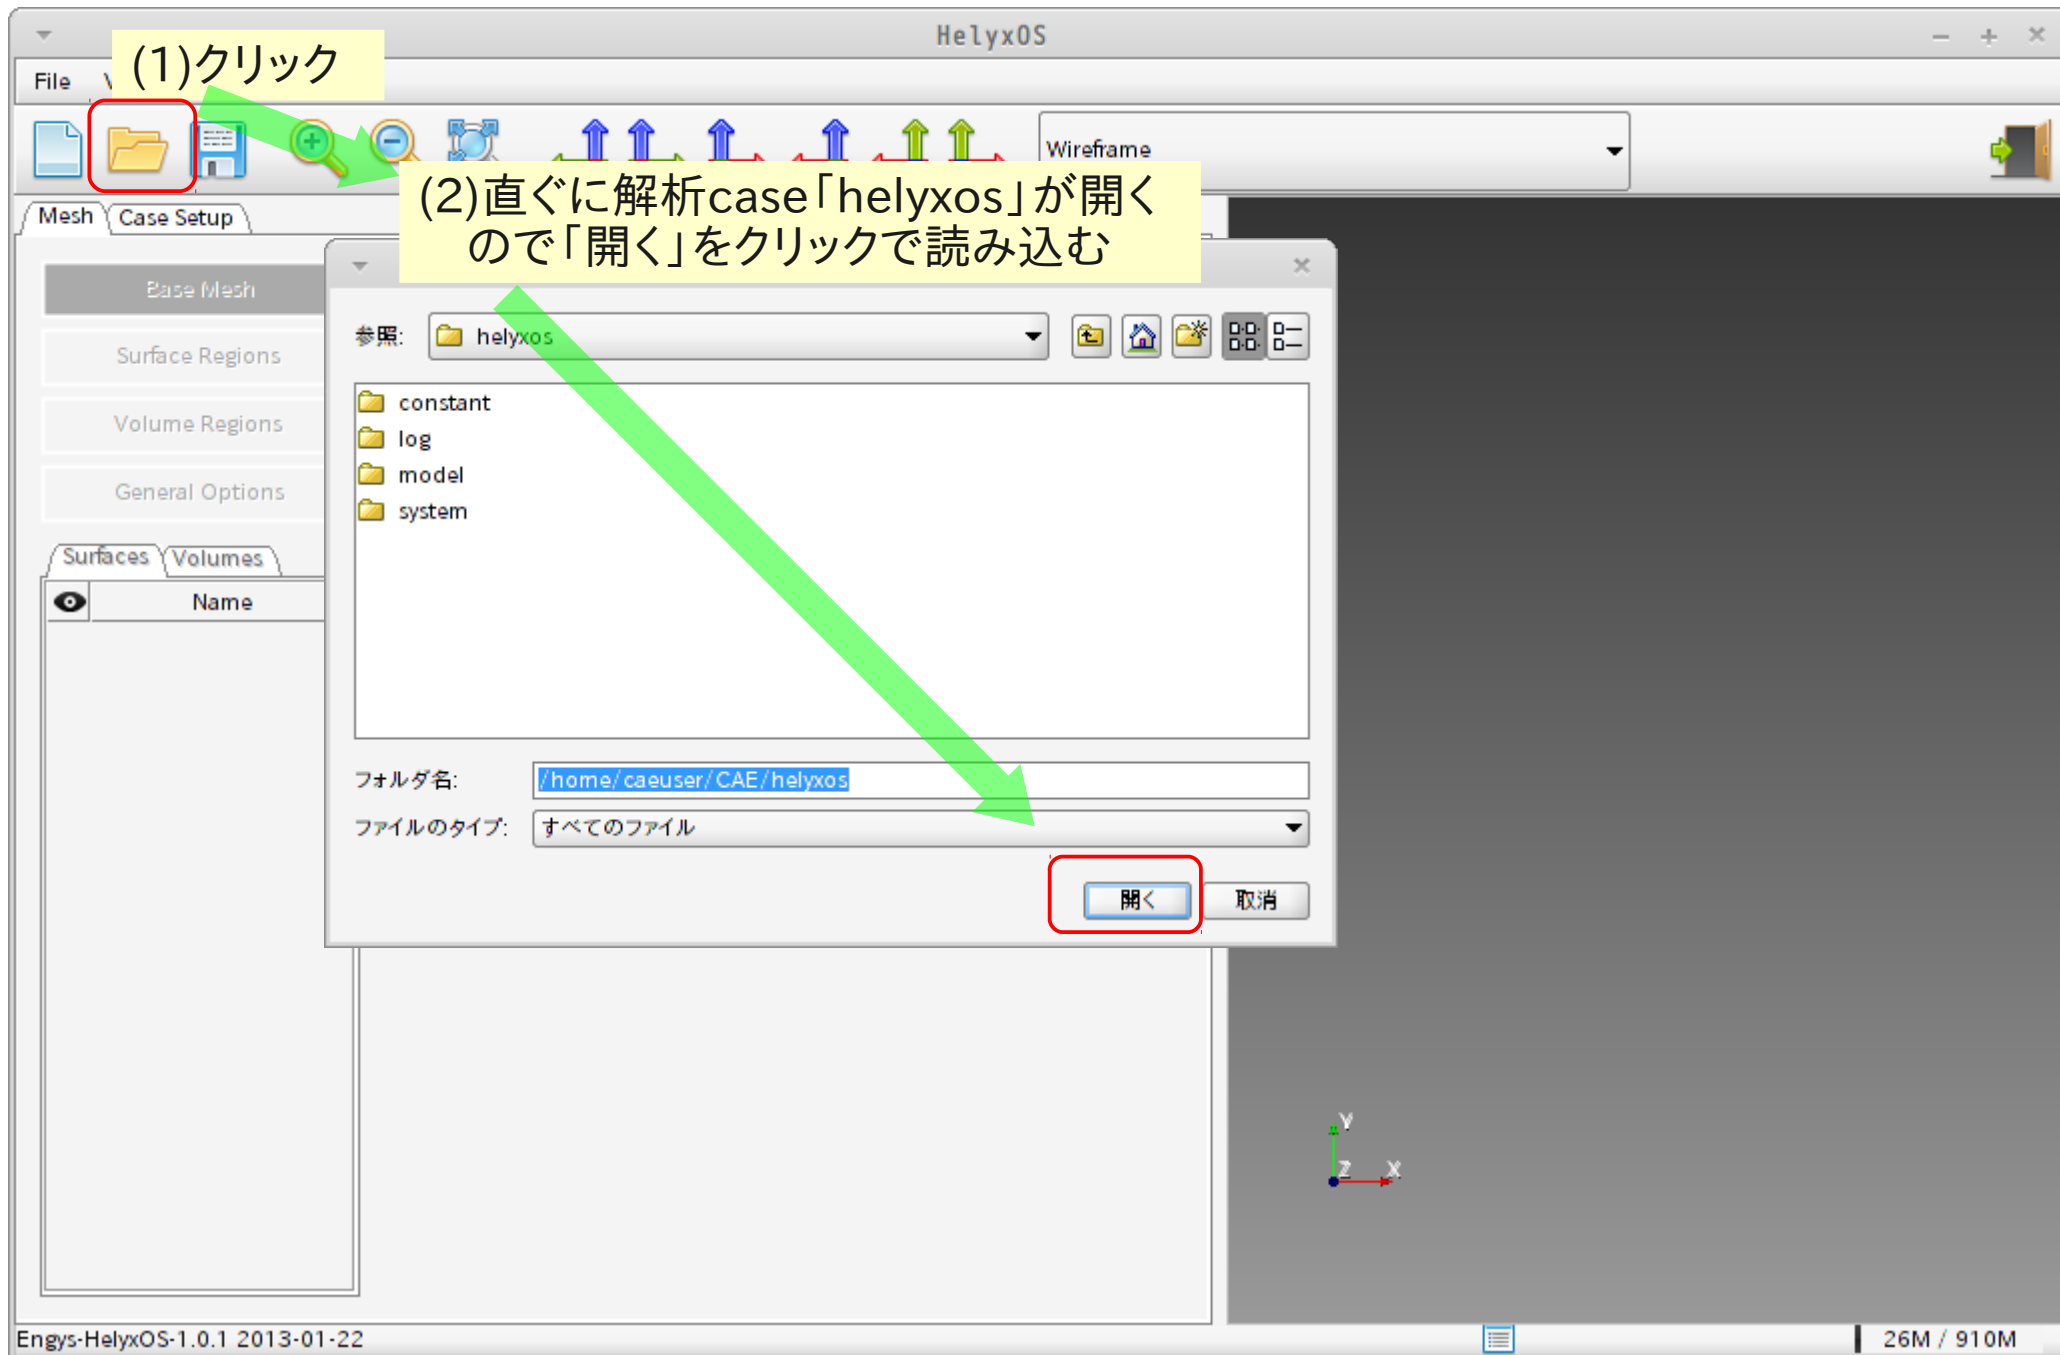 HelyxOS
(1)クリック
File
Wireframe
(2)直ぐに解析case「helyxos」が開く
ので「開く」をクリックで読み込む
Mesh
Case Setup
Base Mesh
Surface Regions
Volume Regions
General Options
Surfaces
Volumes
Name
参照:
helyxos
constant
log
model
system
フォルダ名:
/home/caeuser/CAE/helyxos
ファイルのタイプ:
すべてのファイル
開く
取消
Y
Z
X
Engys-HelyxOS-1.0.1 2013-01-22
26M / 910M